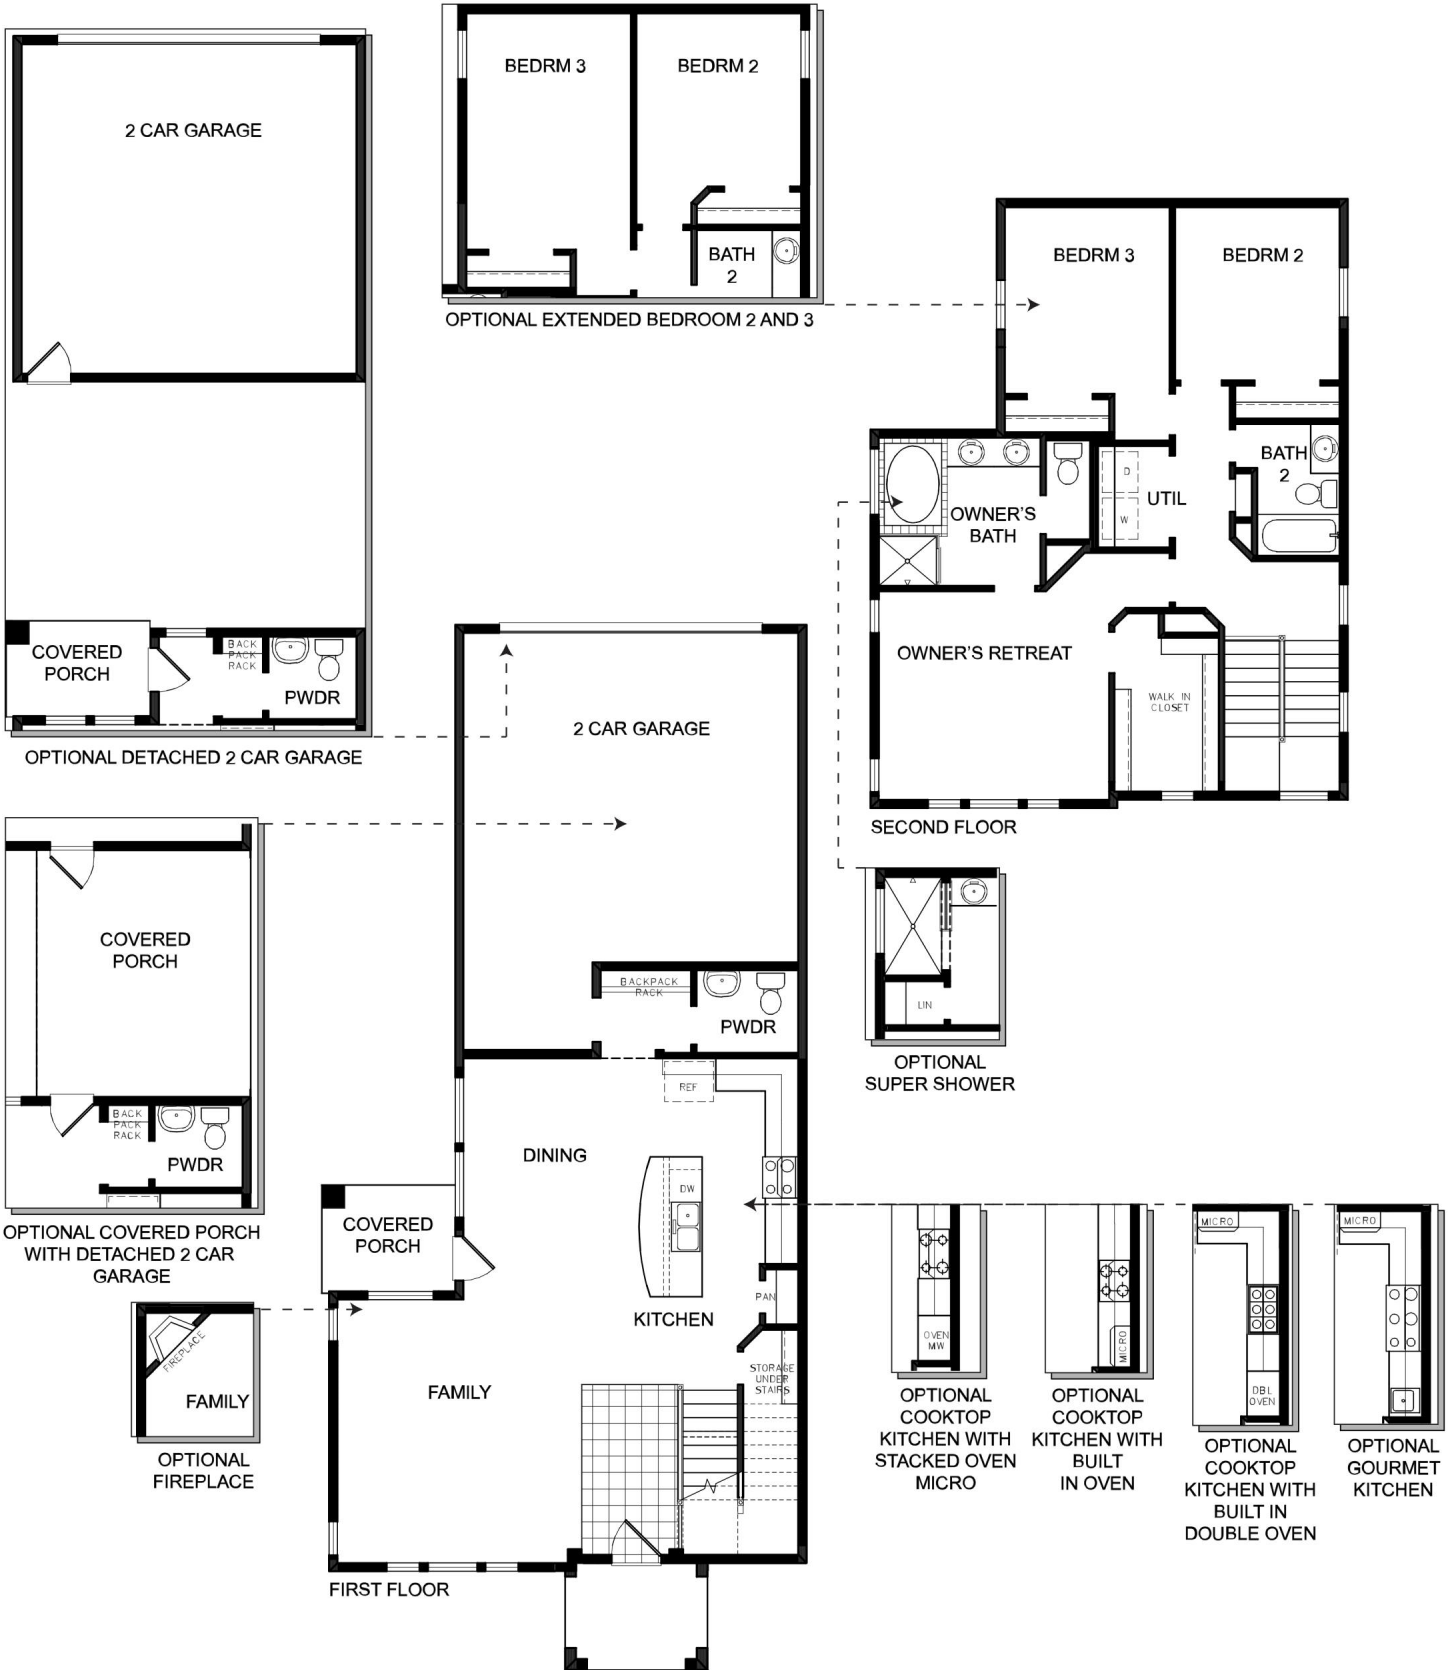 2 CAR GARAGE
COVERED
PORCH
BACK
PACK
RACK
PWDR
OPTIONAL DETACHED 2 CAR GARAGE
BEDRM 3
BEDRM 2
BATH
2
OPTIONAL EXTENDED BEDROOM 2 AND 3
BEDRM 3
BEDRM 2
BATH
2
D
W
UTIL
OWNER'S
BATH
OWNER'S RETREAT
WALK IN
CLOSET
SECOND FLOOR
COVERED
PORCH
BACK
PACK
RACK
PWDR
OPTIONAL COVERED PORCH
WITH DETACHED 2 CAR
GARAGE
2 CAR GARAGE
BACKPACK
RACK
PWDR
REF
DINING
DW
COVERED
PORCH
PAN
KITCHEN
STORAGE
UNDER
STAIRS
FAMILY
FIRST FLOOR
LIN
OPTIONAL
SUPER SHOWER
FIREPLACE
FAMILY
OPTIONAL
FIREPLACE
OVEN
MW
OPTIONAL
COOKTOP
KITCHEN WITH
STACKED OVEN
MICRO
MICRO
OPTIONAL
COOKTOP
KITCHEN WITH
BUILT
IN OVEN
MICRO
DBL
OVEN
OPTIONAL
COOKTOP
KITCHEN WITH
BUILT IN
DOUBLE OVEN
MICRO
OPTIONAL
GOURMET
KITCHEN